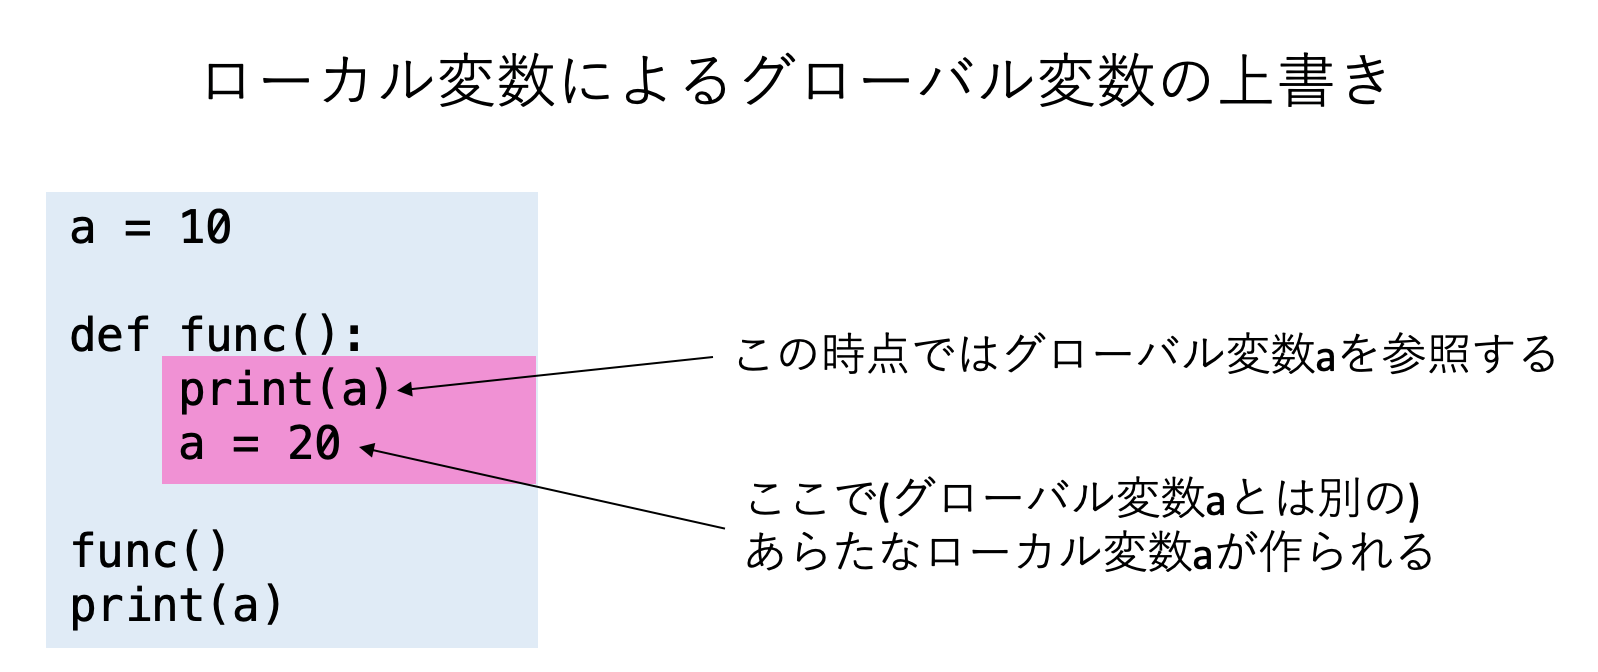 ローカル変数によるグローバル変数の上書き
a = 10
def func():
    print(a)
    a = 20
func()
print(a)
この時点ではグローバル変数aを参照する
ここで(グローバル変数aとは別の)
あらたなローカル変数aが作られる